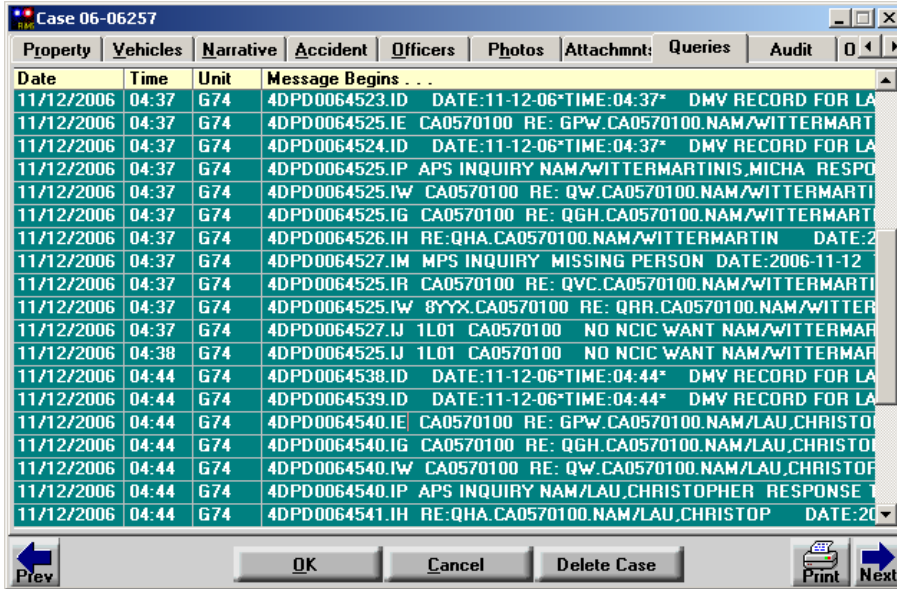 Case 06-06257
Property Vehicles Narrative Accident Officers Photos Attachmnts Queries Audit O
Date Time Unit Message Begins . . .
11/12/2006 04:37 G74 4DPD0064523.ID DATE:11-12-06*TIME:04:37* DMV RECORD FOR LA
11/12/2006 04:37 G74 4DPD0064525.IE CA0570100 RE: GPW.CA0570100.NAM/WITTERMART
11/12/2006 04:37 G74 4DPD0064524.ID DATE:11-12-06*TIME:04:37* DMV RECORD FOR LA
11/12/2006 04:37 G74 4DPD0064525.IP APS INQUIRY NAM/WITTERMARTINIS,MICHA RESPO
11/12/2006 04:37 G74 4DPD0064525.IW CA0570100 RE: QW.CA0570100.NAM/WITTERMARTI
11/12/2006 04:37 G74 4DPD0064525.IG CA0570100 RE: QGH.CA0570100.NAM/WITTERMARTI
11/12/2006 04:37 G74 4DPD0064526.IH RE:QHA.CA0570100.NAM/WITTERMARTIN DATE:2
11/12/2006 04:37 G74 4DPD0064527.IM MPS INQUIRY MISSING PERSON DATE:2006-11-12
11/12/2006 04:37 G74 4DPD0064525.IR CA0570100 RE: QVC.CA0570100.NAM/WITTERMARTI
11/12/2006 04:37 G74 4DPD0064525.IW 8YYX.CA0570100 RE: QRR.CA0570100.NAM/WITTER
11/12/2006 04:37 G74 4DPD0064527.IJ 1L01 CA0570100 NO NCIC WANT NAM/WITTERMAR
11/12/2006 04:38 G74 4DPD0064525.IJ 1L01 CA0570100 NO NCIC WANT NAM/WITTERMAR
11/12/2006 04:44 G74 4DPD0064538.ID DATE:11-12-06*TIME:04:44* DMV RECORD FOR LA
11/12/2006 04:44 G74 4DPD0064539.ID DATE:11-12-06*TIME:04:44* DMV RECORD FOR LA
11/12/2006 04:44 G74 4DPD0064540.IE CA0570100 RE: GPW.CA0570100.NAM/LAU,CHRISTO
11/12/2006 04:44 G74 4DPD0064540.IG CA0570100 RE: QGH.CA0570100.NAM/LAU,CHRISTO
11/12/2006 04:44 G74 4DPD0064540.IW CA0570100 RE: QW.CA0570100.NAM/LAU,CHRISTOP
11/12/2006 04:44 G74 4DPD0064540.IP APS INQUIRY NAM/LAU,CHRISTOPHER RESPONSE T
11/12/2006 04:44 G74 4DPD0064541.IH RE:QHA.CA0570100.NAM/LAU,CHRISTOP DATE:20
Prev OK Cancel Delete Case Print Next